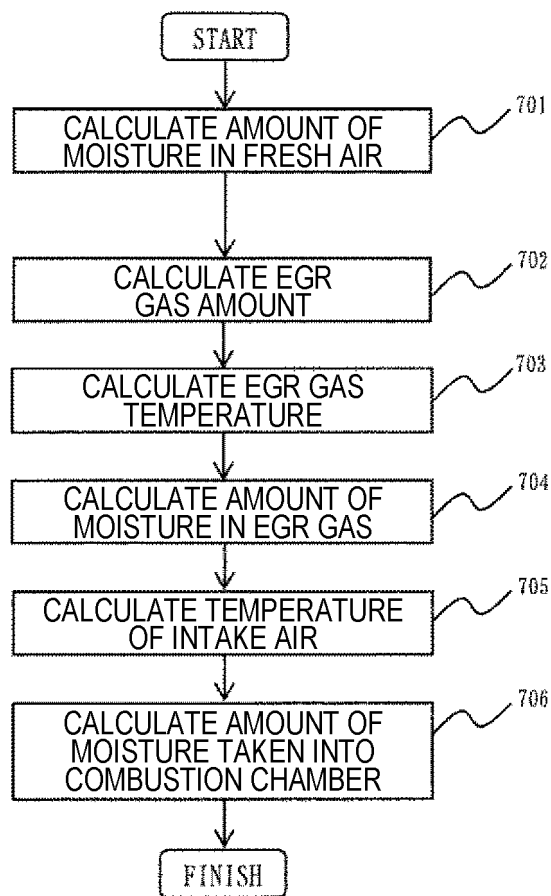 START
701
CALCULATE AMOUNT OF
MOISTURE IN FRESH AIR
702
CALCULATE EGR
GAS AMOUNT
703
CALCULATE EGR GAS
TEMPERATURE
704
CALCULATE AMOUNT OF
MOISTURE IN EGR GAS
705
CALCULATE TEMPERATURE
OF INTAKE AIR
706
CALCULATE AMOUNT OF
MOISTURE TAKEN INTO
COMBUSTION CHAMBER
FINISH